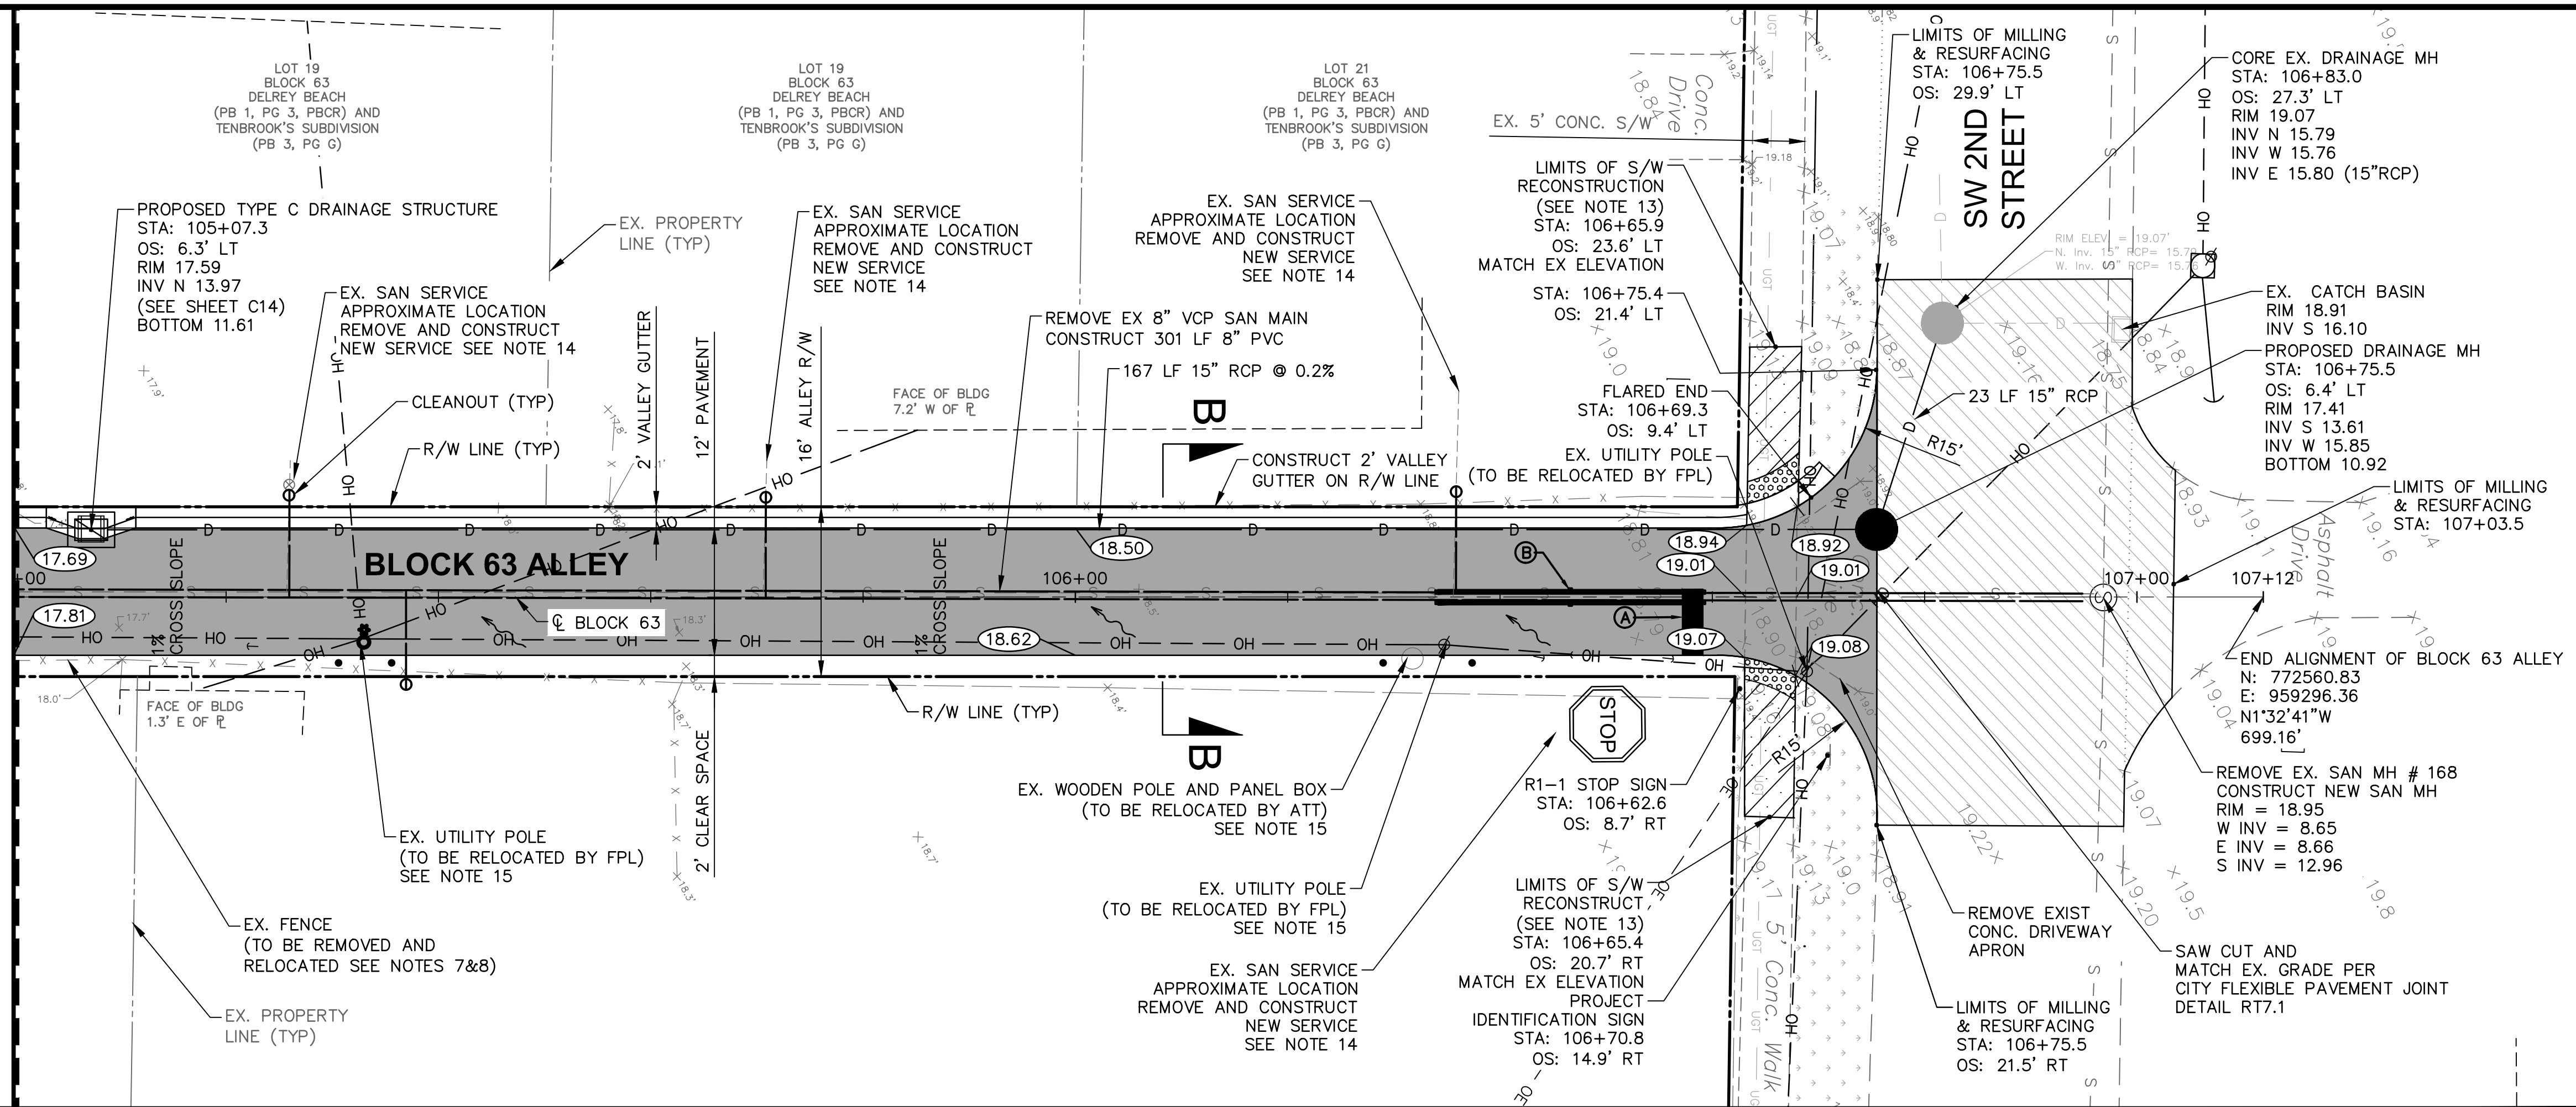 LOT 19
BLOCK 63
DELREY BEACH
(PB 1, PG 3, PBCR) AND
TENBROOK'S SUBDIVISION
(PB 3, PG G)
LOT 19
BLOCK 63
DELREY BEACH
(PB 1, PG 3, PBCR) AND
TENBROOK'S SUBDIVISION
(PB 3, PG G)
LOT 21
BLOCK 63
DELREY BEACH
(PB 1, PG 3, PBCR) AND
TENBROOK'S SUBDIVISION
(PB 3, PG G)
Conc.
Drive
18.84
EX. 5' CONC. S/W
LIMITS OF MILLING
& RESURFACING
STA: 106+75.5
OS: 29.9' LT
SW 2ND
STREET
CORE EX. DRAINAGE MH
STA: 106+83.0
OS: 27.3' LT
RIM 19.07
INV N 15.79
INV W 15.76
INV E 15.80 (15"RCP)
PROPOSED TYPE C DRAINAGE STRUCTURE
STA: 105+07.3
OS: 6.3' LT
RIM 17.59
INV N 13.97
(SEE SHEET C14)
BOTTOM 11.61
EX. SAN SERVICE
APPROXIMATE LOCATION
REMOVE AND CONSTRUCT
NEW SERVICE SEE NOTE 14
EX. PROPERTY
LINE (TYP)
EX. SAN SERVICE
APPROXIMATE LOCATION
REMOVE AND CONSTRUCT
NEW SERVICE
SEE NOTE 14
EX. SAN SERVICE
APPROXIMATE LOCATION
REMOVE AND CONSTRUCT
NEW SERVICE
SEE NOTE 14
LIMITS OF S/W
RECONSTRUCTION
(SEE NOTE 13)
STA: 106+65.9
OS: 23.6' LT
MATCH EX ELEVATION
STA: 106+75.4
OS: 21.4' LT
RIM ELEV. = 19.07'
N. Inv. 15" RCP= 15.79
EX. CATCH BASIN
RIM 18.91
INV S 16.10
PROPOSED DRAINAGE MH
STA: 106+75.5
OS: 6.4' LT
RIM 17.41
INV S 13.61
INV W 15.85
BOTTOM 10.92
CLEANOUT (TYP)
R/W LINE (TYP)
2' VALLEY GUTTER
12' PAVEMENT
16' ALLEY R/W
REMOVE EX 8" VCP SAN MAIN
CONSTRUCT 301 LF 8" PVC
167 LF 15" RCP @ 0.2%
FACE OF BLDG
7.2' W OF PL
B
CONSTRUCT 2' VALLEY
GUTTER ON R/W LINE
FLARED END
STA: 106+69.3
OS: 9.4' LT
EX. UTILITY POLE
(TO BE RELOCATED BY FPL)
23 LF 15" RCP
R15'
LIMITS OF MILLING
& RESURFACING
STA: 107+03.5
Asphalt
Drive
17.69
BLOCK 63 ALLEY
18.50
B
18.94
18.92
19.01
19.01
+00
106+00
107+00
107+12
17.81
1% CROSS SLOPE
CL BLOCK 63
1% CROSS SLOPE
18.62
A
19.07
19.08
FACE OF BLDG
1.3' E OF PL
R/W LINE (TYP)
2' CLEAR SPACE
B
STOP
R15'
END ALIGNMENT OF BLOCK 63 ALLEY
N: 772560.83
E: 959296.36
N1°32'41"W
699.16'
EX. WOODEN POLE AND PANEL BOX
(TO BE RELOCATED BY ATT)
SEE NOTE 15
R1-1 STOP SIGN
STA: 106+62.6
OS: 8.7' RT
REMOVE EX. SAN MH # 168
CONSTRUCT NEW SAN MH
RIM = 18.95
W INV = 8.65
E INV = 8.66
S INV = 12.96
EX. UTILITY POLE
(TO BE RELOCATED BY FPL)
SEE NOTE 15
EX. UTILITY POLE
(TO BE RELOCATED BY FPL)
SEE NOTE 15
LIMITS OF S/W
RECONSTRUCT
(SEE NOTE 13)
STA: 106+65.4
OS: 20.7' RT
MATCH EX ELEVATION
EX. FENCE
(TO BE REMOVED AND
RELOCATED SEE NOTES 7&8)
EX. SAN SERVICE
APPROXIMATE LOCATION
REMOVE AND CONSTRUCT
NEW SERVICE
SEE NOTE 14
PROJECT
IDENTIFICATION SIGN
STA: 106+70.8
OS: 14.9' RT
5' Conc. Walk
REMOVE EXIST
CONC. DRIVEWAY
APRON
SAW CUT AND
MATCH EX. GRADE PER
CITY FLEXIBLE PAVEMENT JOINT
DETAIL RT7.1
EX. PROPERTY
LINE (TYP)
LIMITS OF MILLING
& RESURFACING
STA: 106+75.5
OS: 21.5' RT